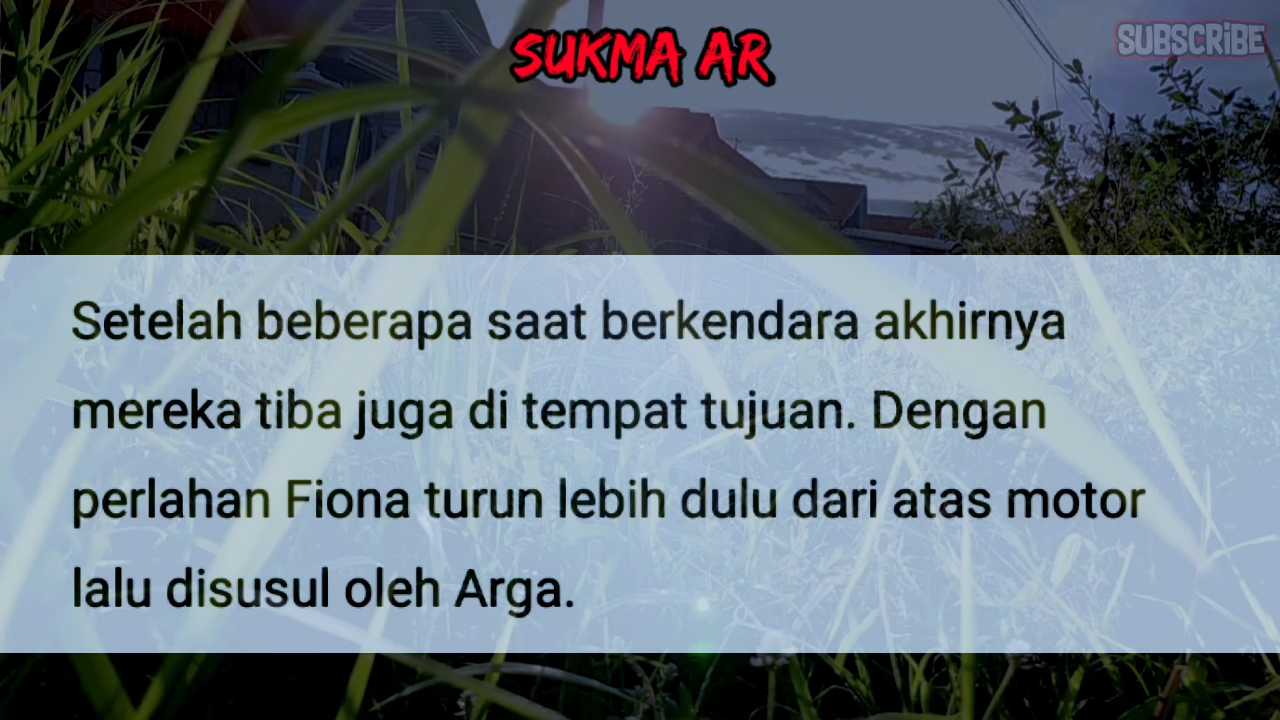 SUKMA AR
SUBSCRIBE
Setelah beberapa saat berkendara akhirnya
mereka tiba juga di tempat tujuan. Dengan
perlahan Fiona turun lebih dulu dari atas motor
lalu disusul oleh Arga.